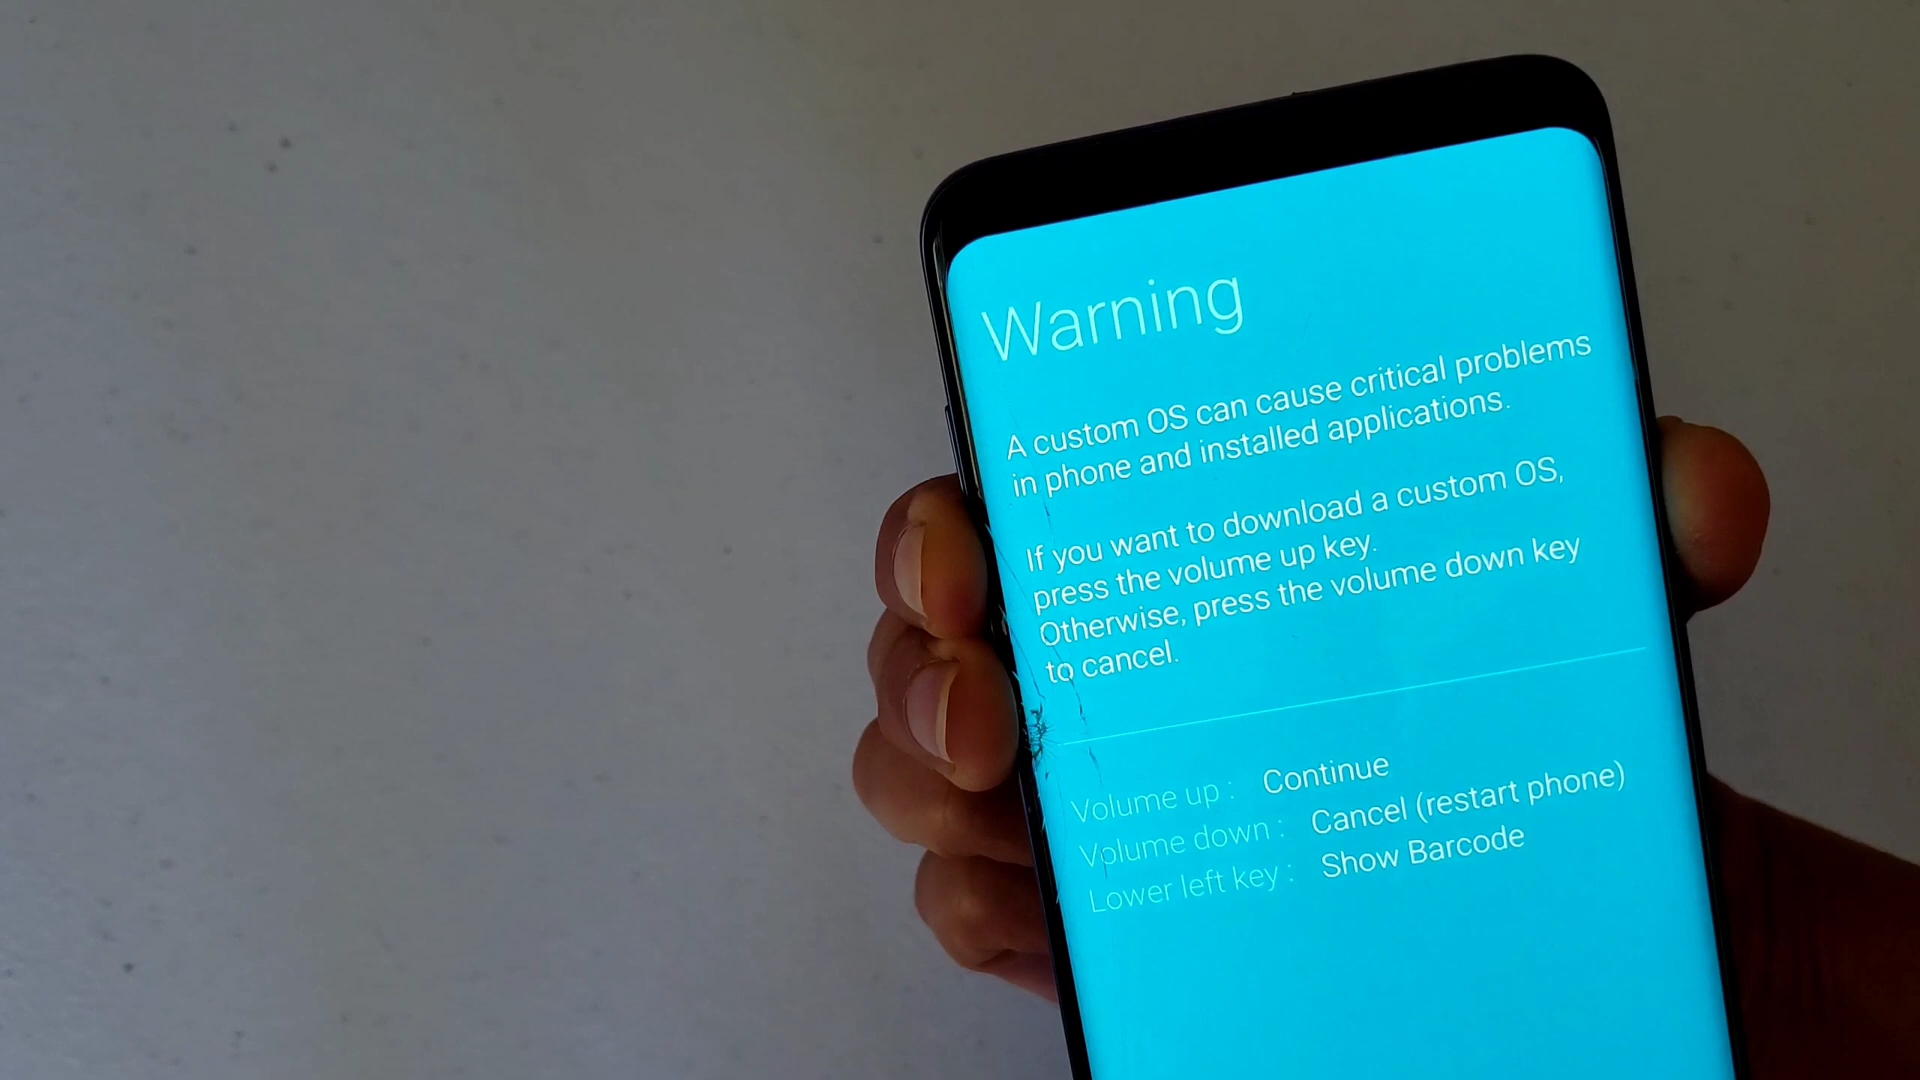 Warning
A custom OS can cause critical problems
in phone and installed applications.
If you want to download a custom OS,
press the volume up key.
Otherwise, press the volume down key
to cancel.
Volume up : Continue
Volume down : Cancel (restart phone)
Lower left key : Show Barcode